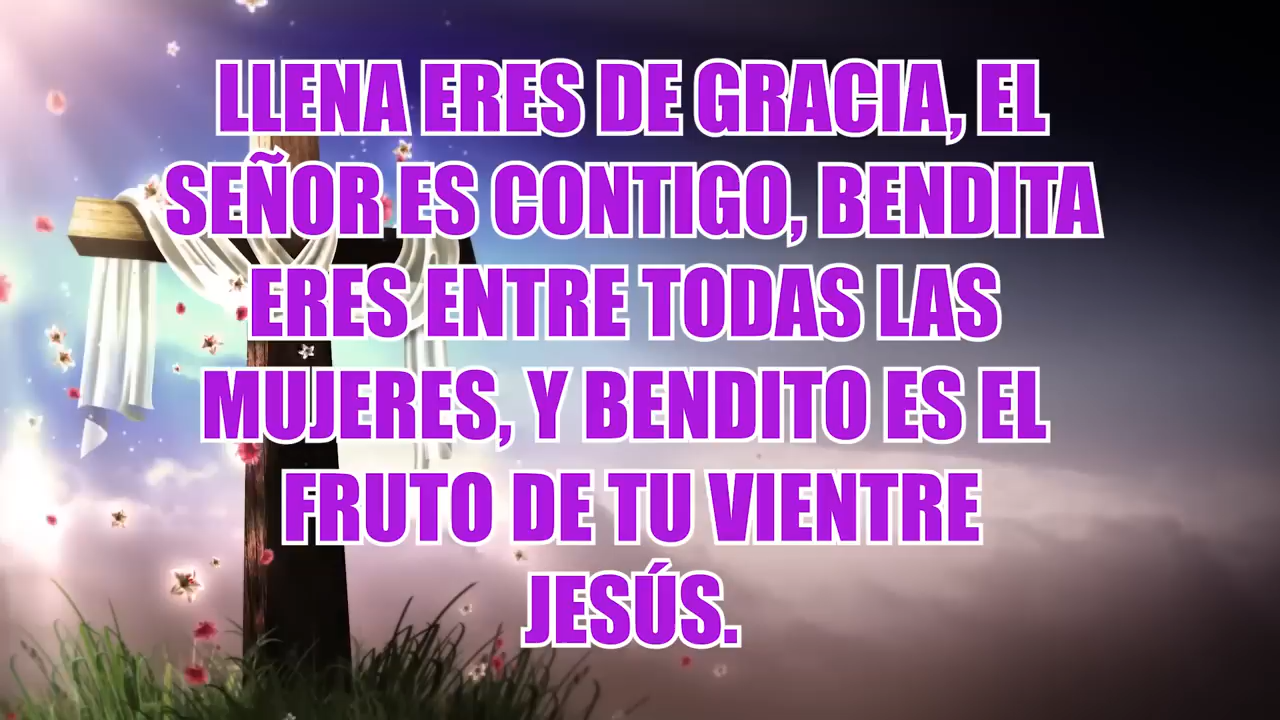 LLENA ERES DE GRACIA, EL
SEÑOR ES CONTIGO, BENDITA
ERES ENTRE TODAS LAS
MUJERES, Y BENDITO ES EL
FRUTO DE TU VIENTRE
JESÚS.